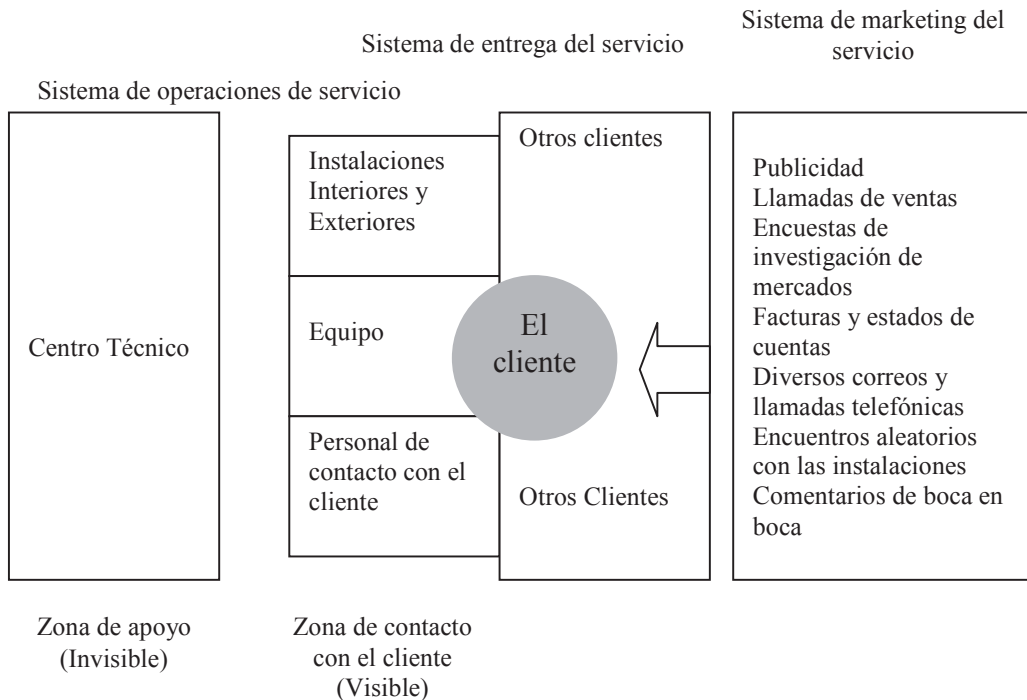 Sistema de entrega del servicio
Sistema de marketing del
servicio
Sistema de operaciones de servicio
Centro Técnico
Instalaciones
Interiores y
Exteriores
Equipo
Personal de
contacto con el
cliente
Otros clientes
El
cliente
Otros Clientes
Publicidad
Llamadas de ventas
Encuestas de
investigación de
mercados
Facturas y estados de
cuentas
Diversos correos y
llamadas telefónicas
Encuentros aleatorios
con las instalaciones
Comentarios de boca en
boca
Zona de apoyo
(Invisible)
Zona de contacto
con el cliente
(Visible)